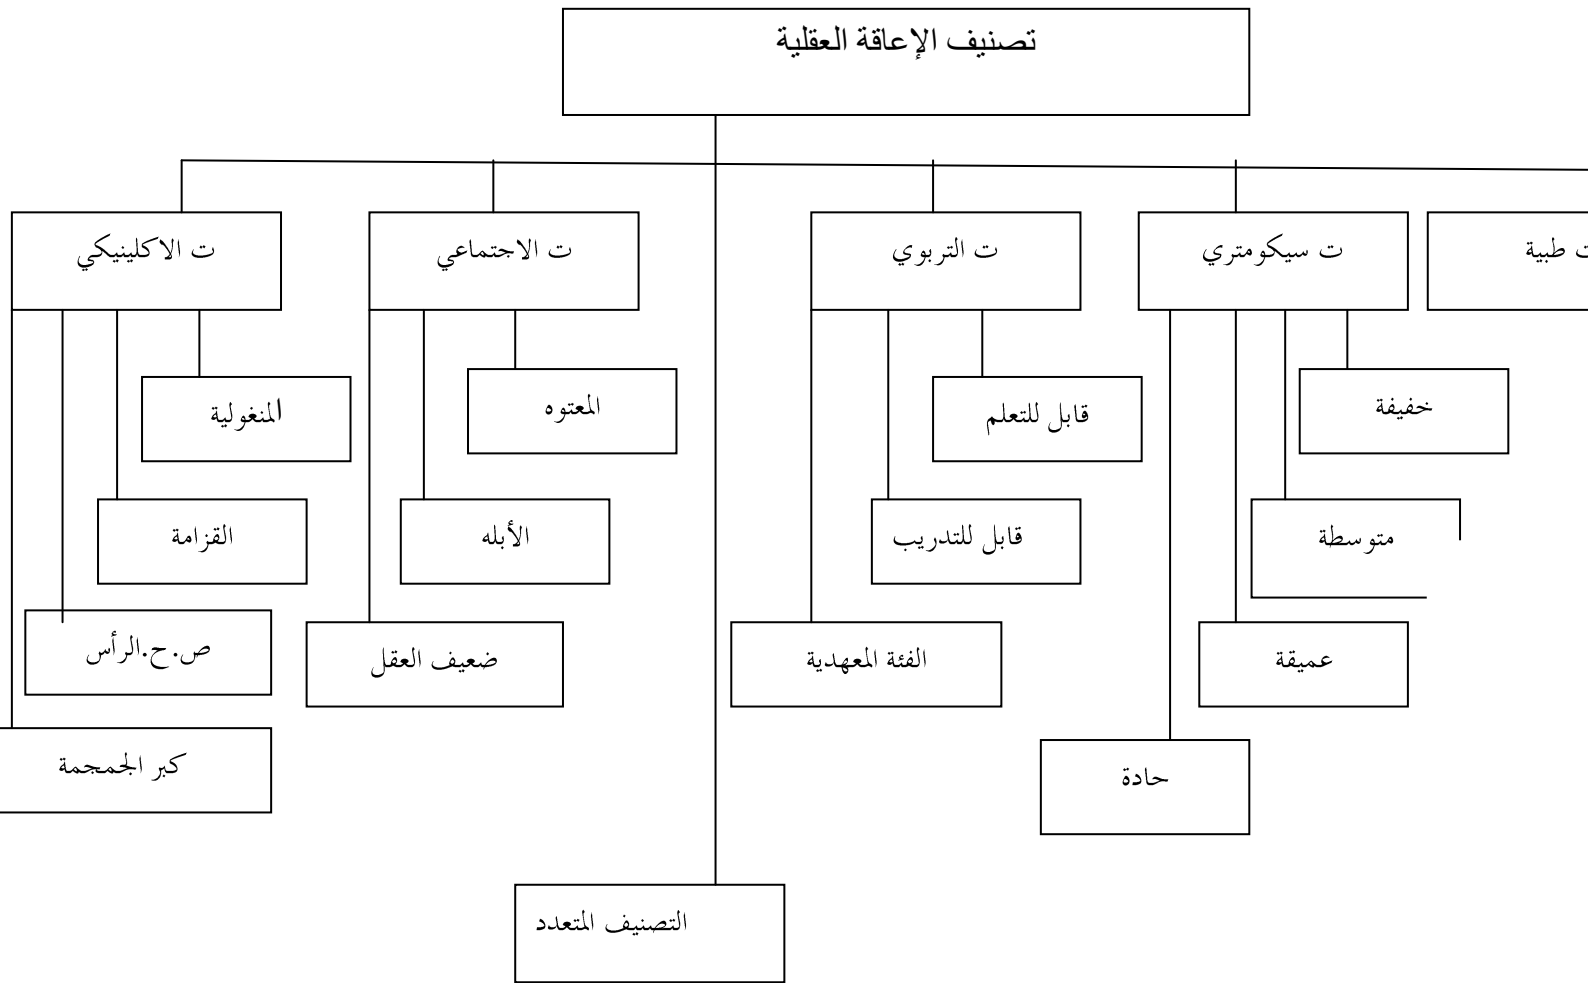 تصنيف الإعاقة العقلية
ت طبية
ت سيكومتري
ت التربوي
ت الاجتماعي
ت الاكلينيكي
خفيفة
متوسطة
عميقة
حادة
قابل للتعلم
قابل للتدريب
الفئة المعهدية
المعتوه
الأبله
ضعيف العقل
المنغولية
القزامة
ص.ح.الرأس
كبر الجمجمة
التصنيف المتعدد